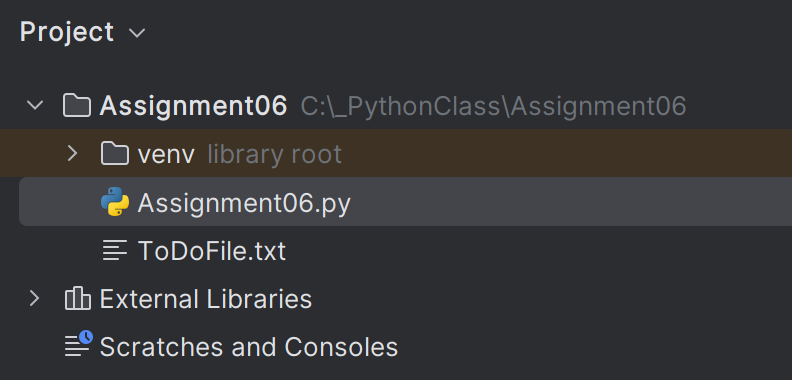 Project
Assignment06 C:\_PythonClass\Assignment06
venv library root
Assignment06.py
ToDoFile.txt
External Libraries
Scratches and Consoles